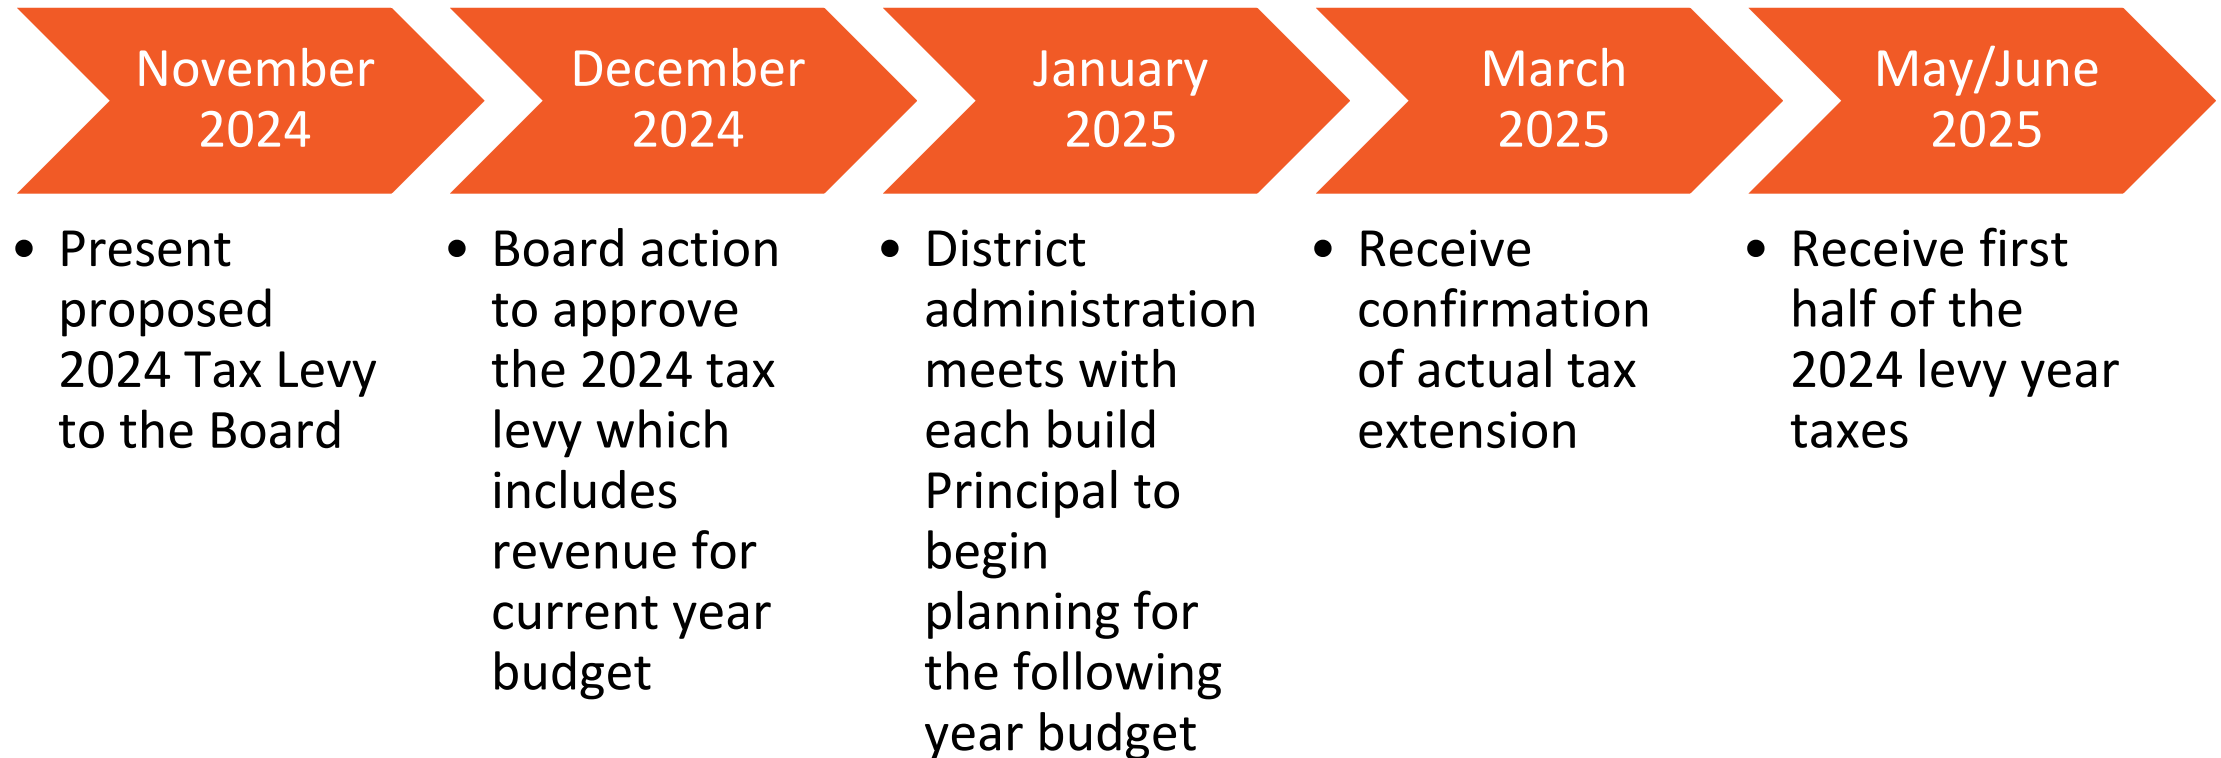 November
2024
• Present
proposed
2024 Tax Levy
to the Board
December
2024
• Board action
to approve
the 2024 tax
levy which
includes
revenue for
current year
budget
January
2025
• District
administration
meets with
each build
Principal to
begin
planning for
the following
year budget
March
2025
• Receive
confirmation
of actual tax
extension
May/June
2025
• Receive first
half of the
2024 levy year
taxes